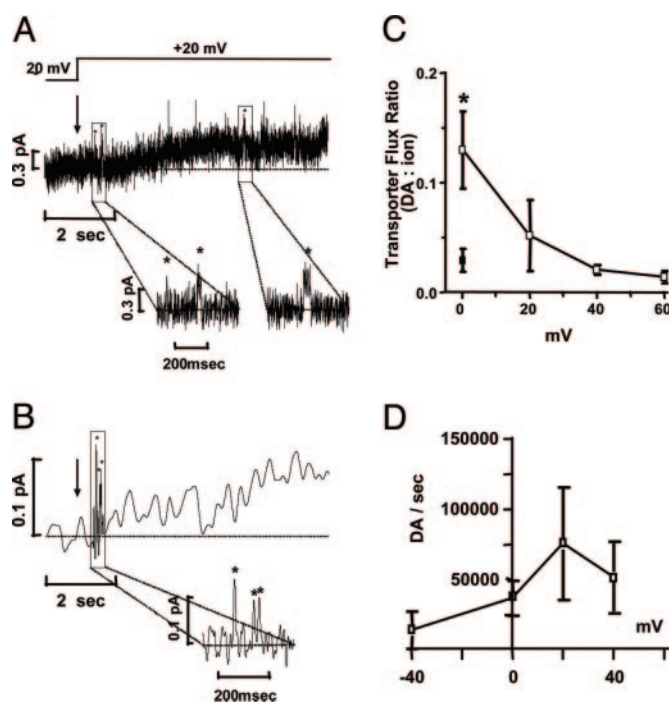 A
+20 mV
20 mV
0.3 pA
2 sec
*
*
*
*
*
0.3 pA
200msec
B
*
*
*
0.1 pA
2 sec
*
**
0.1 pA
200msec
C
0.2
*
0.1
0.0
Transporter Flux Ratio
(DA : ion)
0
20
40
60
mV
D
150000
100000
50000
DA / sec
mV
-40
0
40